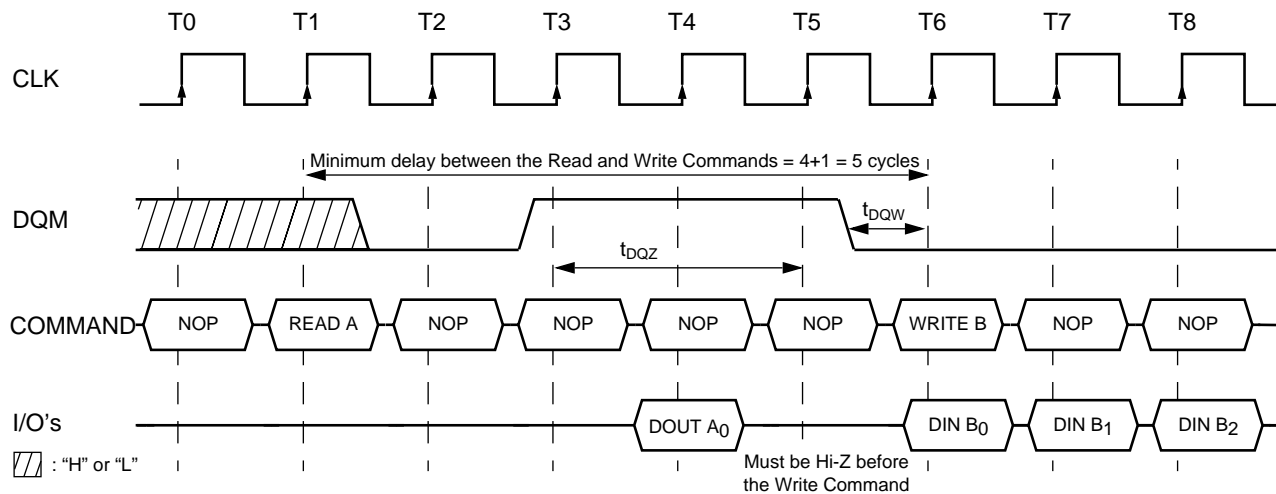 T0 T1 T2 T3 T4 T5 T6 T7 T8
CLK
Minimum delay between the Read and Write Commands = 4+1 = 5 cycles
DQM
tDQW
tDQZ
COMMAND NOP READ A NOP NOP NOP NOP WRITE B NOP NOP
I/O's DOUT A0 DIN B0 DIN B1 DIN B2
: “H” or “L”
Must be Hi-Z before
the Write Command